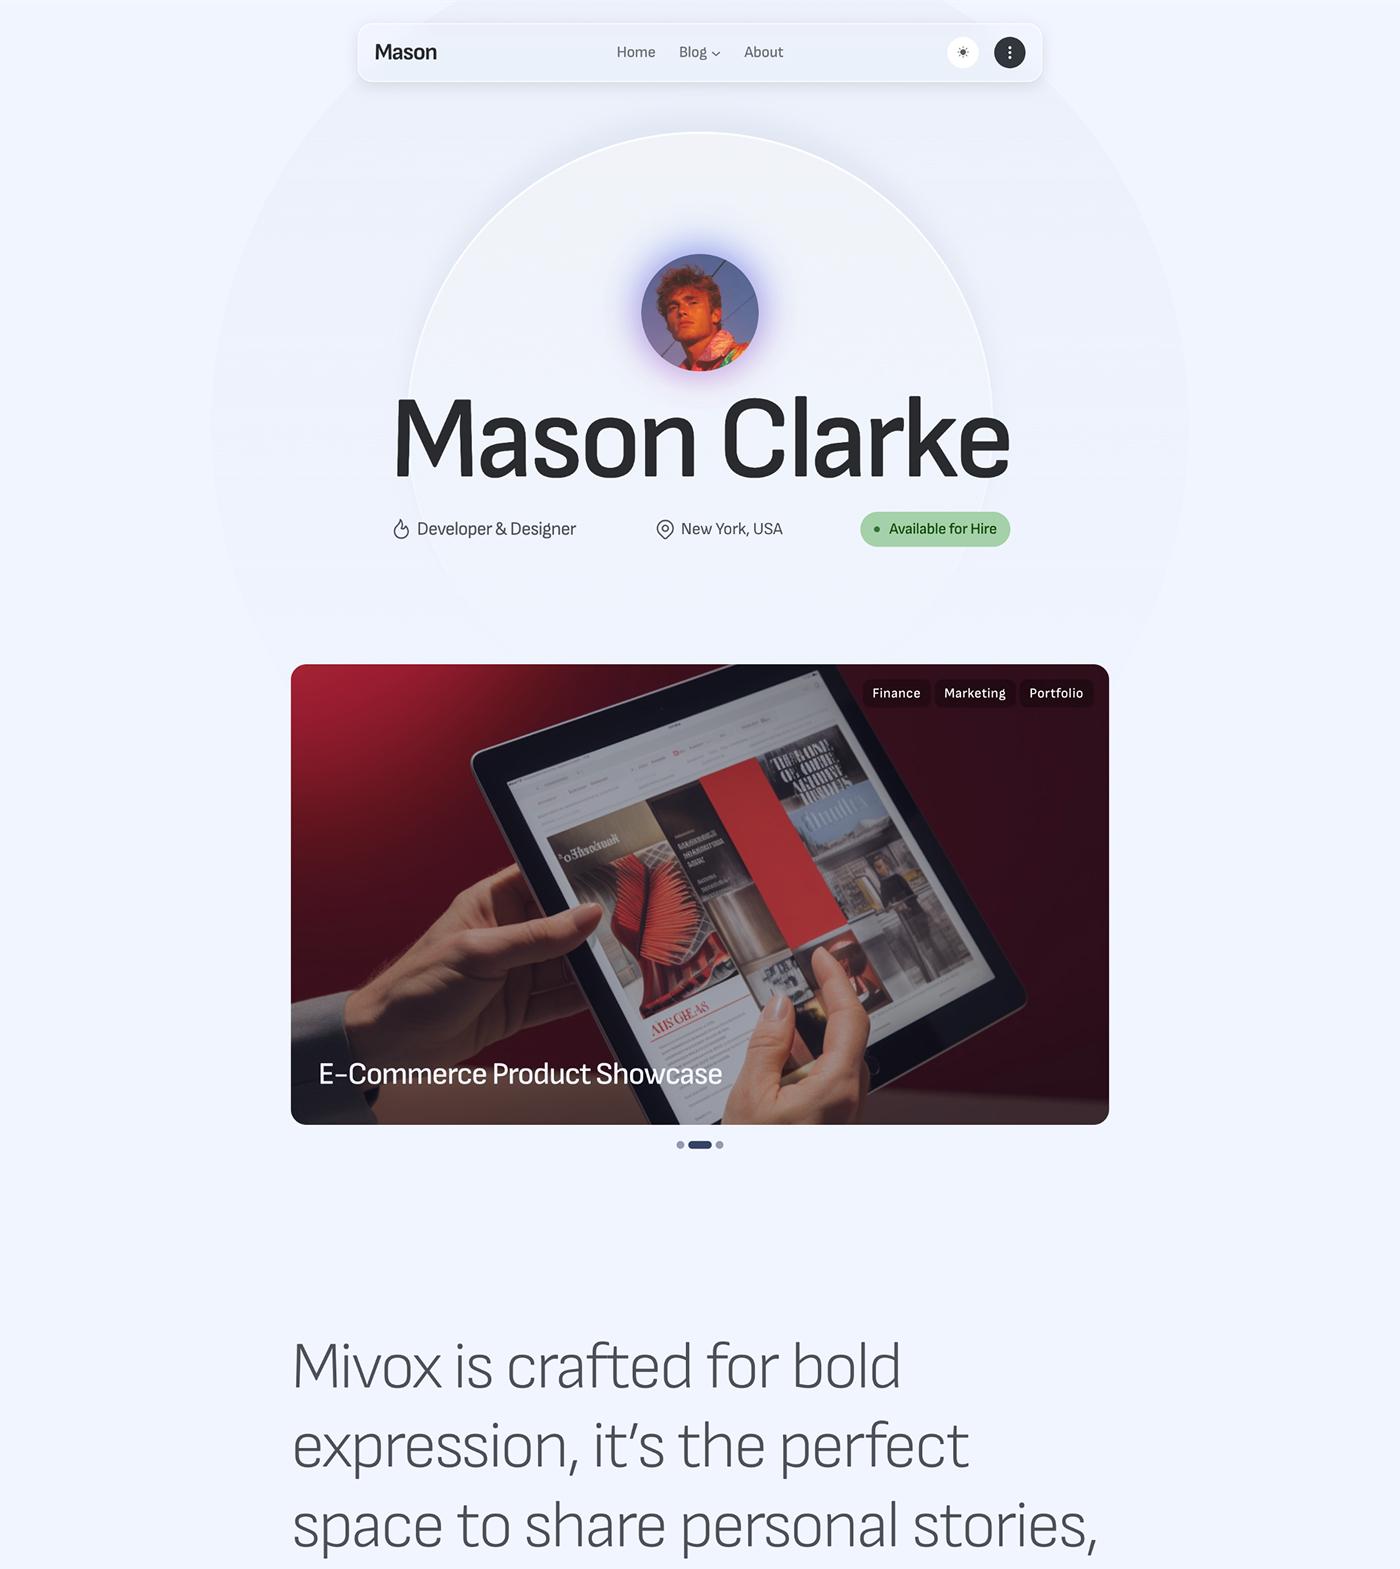 Mason
Home
Blog
About
Mason Clarke
Developer & Designer
New York, USA
Available for Hire
Finance
Marketing
Portfolio
E-Commerce Product Showcase
Mivox is crafted for bold
expression, it’s the perfect
space to share personal stories,